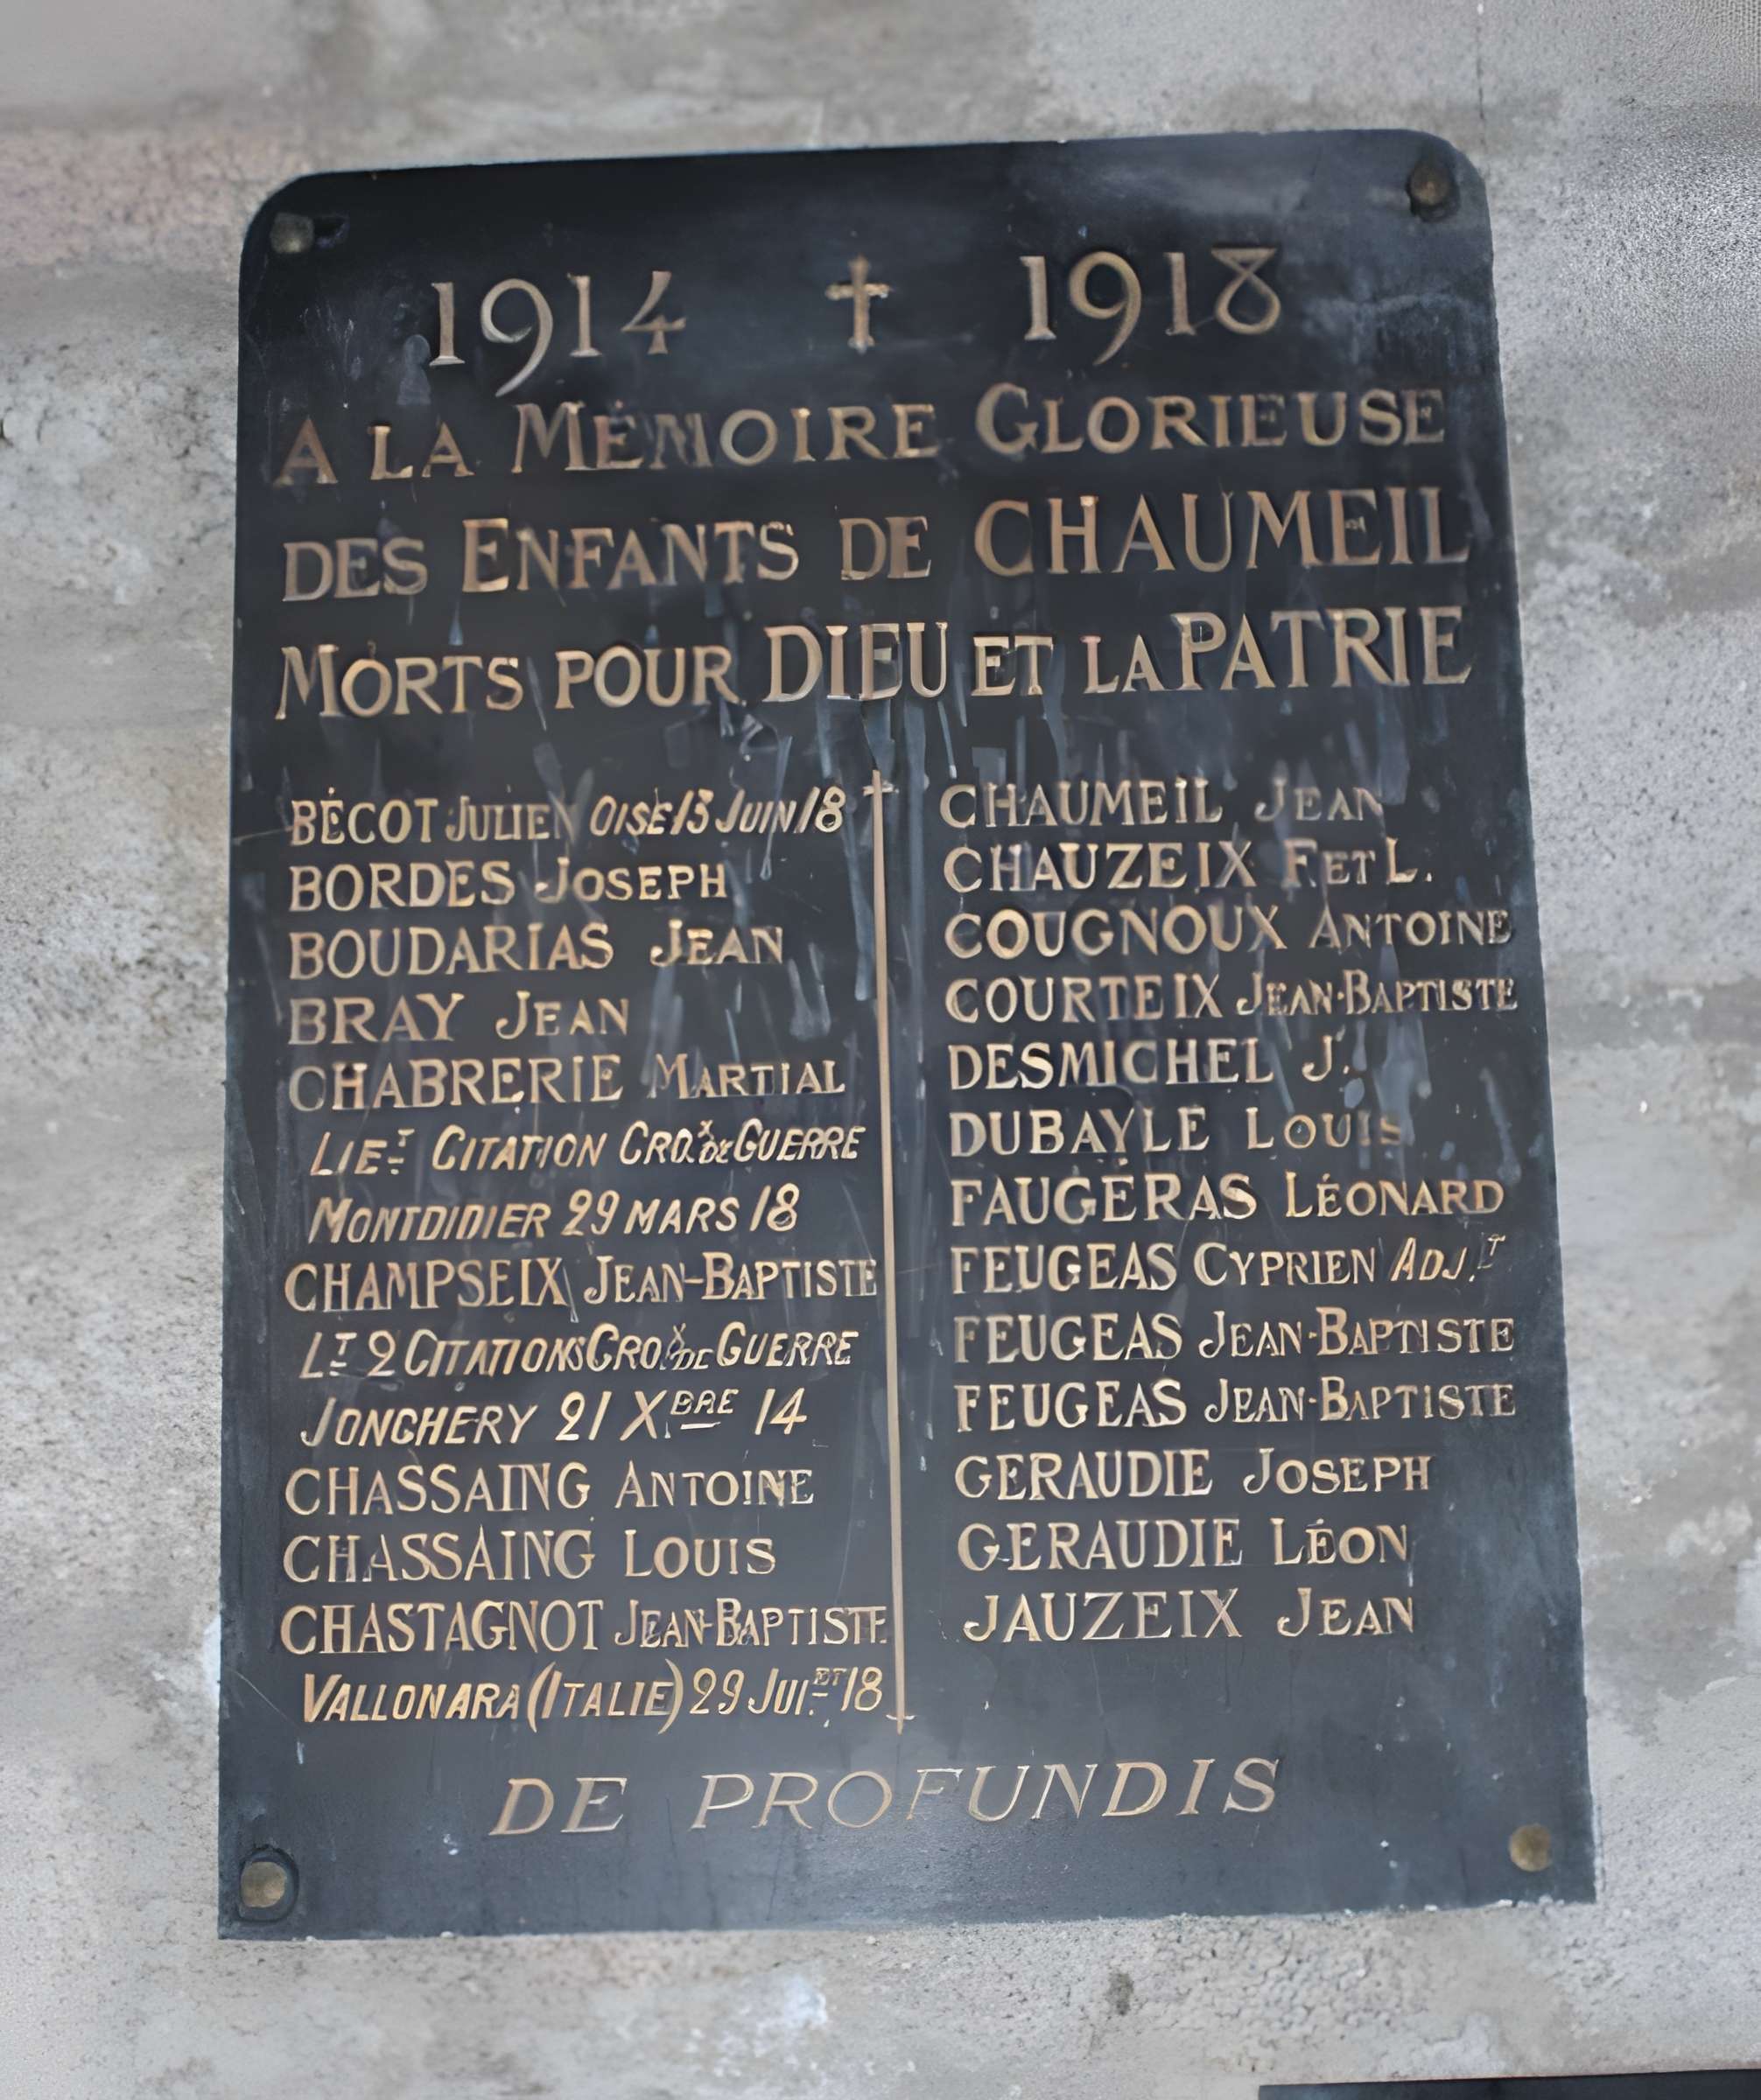 1914 † 1918
A LA MÉMOIRE GLORIEUSE
DES ENFANTS DE CHAUMEIL
MORTS POUR DIEU ET LA PATRIE
BÉCOT JULIEN OISE 13 JUIN 18
BORDES JOSEPH
BOUDARIAS JEAN
BRAY JEAN
CHABRERIE MARTIAL
LIET CITATION CROX DE GUERRE
MONTDIDIER 29 MARS 18
CHAMPSEIX JEAN-BAPTISTE
LT 2 CITATIONS CROX DE GUERRE
JONCHERY 21 XBRE 14
CHASSAING ANTOINE
CHASSAING LOUIS
CHASTAGNOT JEAN-BAPTISTE
VALLONARA (ITALIE) 29 JUI.ET 18
CHAUMEIL JEAN
CHAUZEIX F ET L.
COUGNOUX ANTOINE
COURTEIX JEAN-BAPTISTE
DESMICHEL J.
DUBAYLE LOUIS
FAUGÉRAS LÉONARD
FEUGEAS CYPRIEN ADJ.T
FEUGEAS JEAN-BAPTISTE
FEUGEAS JEAN-BAPTISTE
GERAUDIE JOSEPH
GERAUDIE LÉON
JAUZEIX JEAN
DE PROFUNDIS